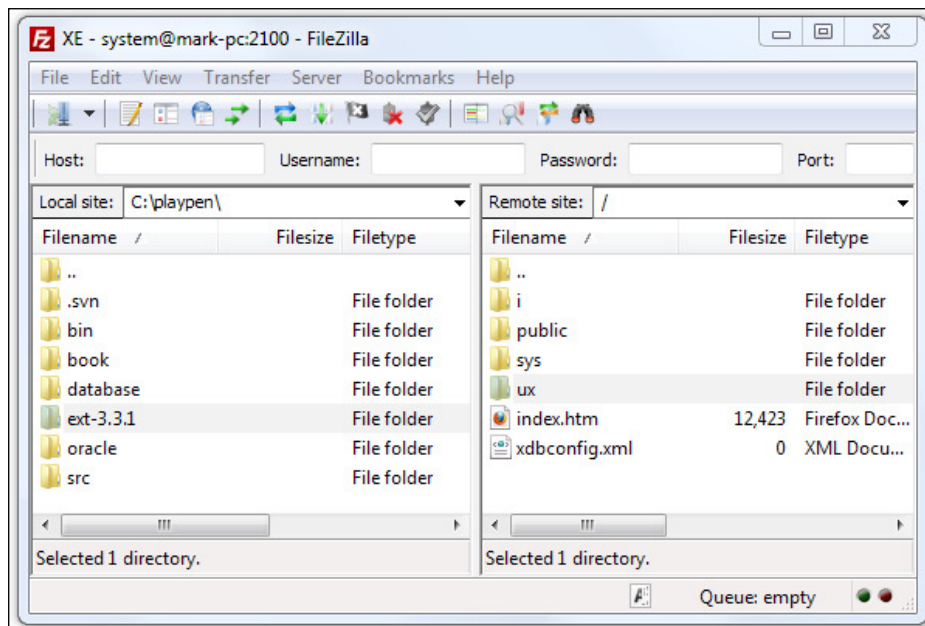 XE - system@mark-pc:2100 - FileZilla
File Edit View Transfer Server Bookmarks Help
Host: Username: Password: Port:
Local site: C:\playpen\
Filename Filesize Filetype
..
.svn File folder
bin File folder
book File folder
database File folder
ext-3.3.1 File folder
oracle File folder
src File folder
Selected 1 directory.
Remote site: /
Filename Filesize Filetype
..
i File folder
public File folder
sys File folder
ux File folder
index.htm 12,423 Firefox Doc...
xdbconfig.xml 0 XML Docu...
Selected 1 directory.
Queue: empty